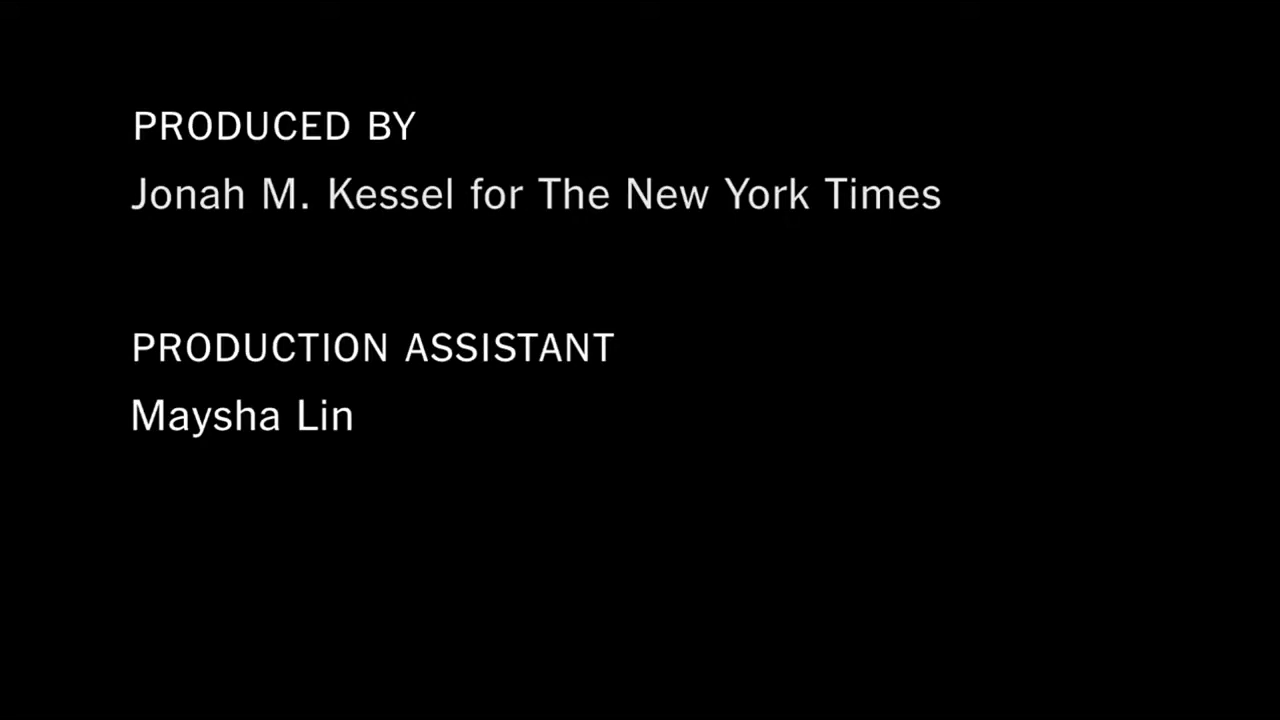 PRODUCED BY
Jonah M. Kessel for The New York Times
PRODUCTION ASSISTANT
Maysha Lin